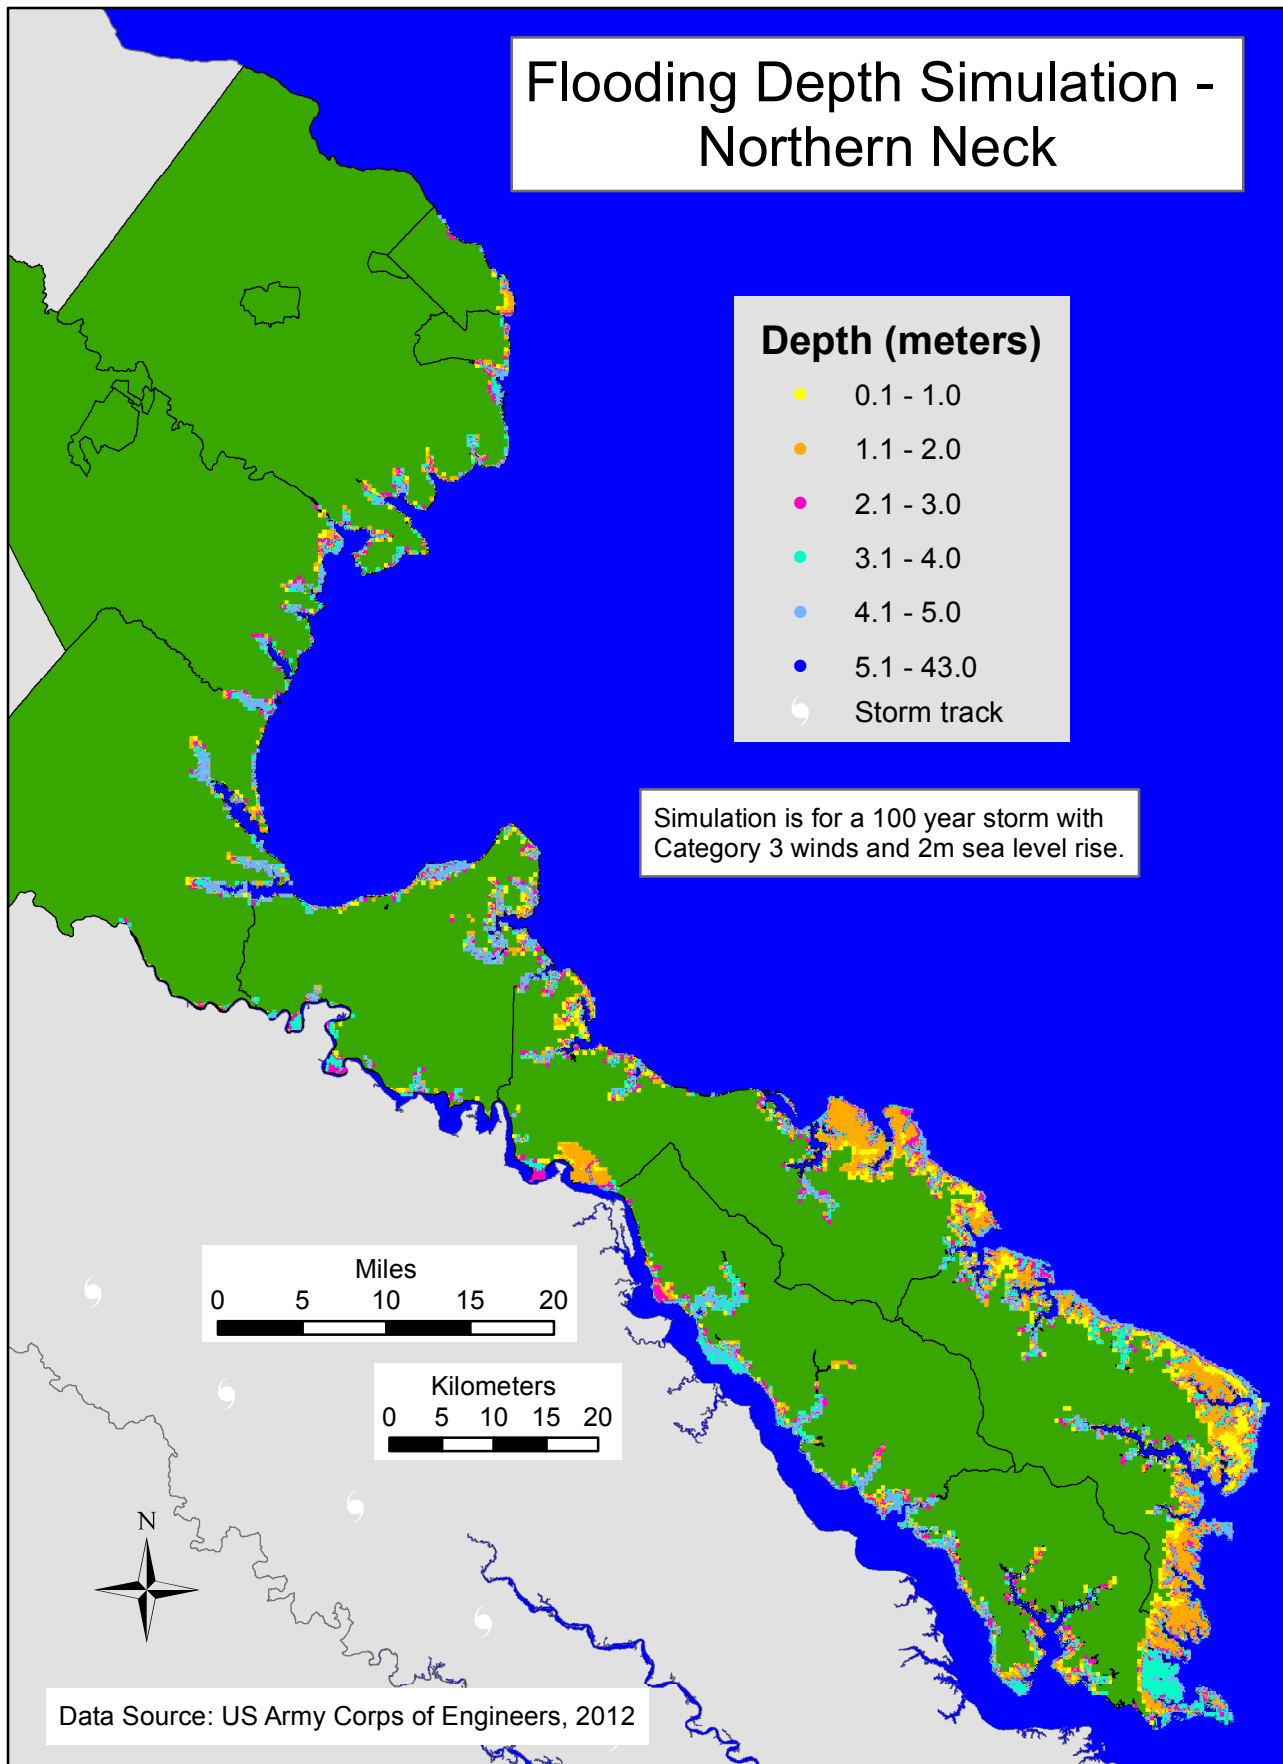 Flooding Depth Simulation -
Northern Neck
Depth (meters)
0.1 - 1.0
1.1 - 2.0
2.1 - 3.0
3.1 - 4.0
4.1 - 5.0
5.1 - 43.0
Storm track
Simulation is for a 100 year storm with
Category 3 winds and 2m sea level rise.
Miles
0 5 10 15 20
Kilometers
0 5 10 15 20
N
Data Source: US Army Corps of Engineers, 2012